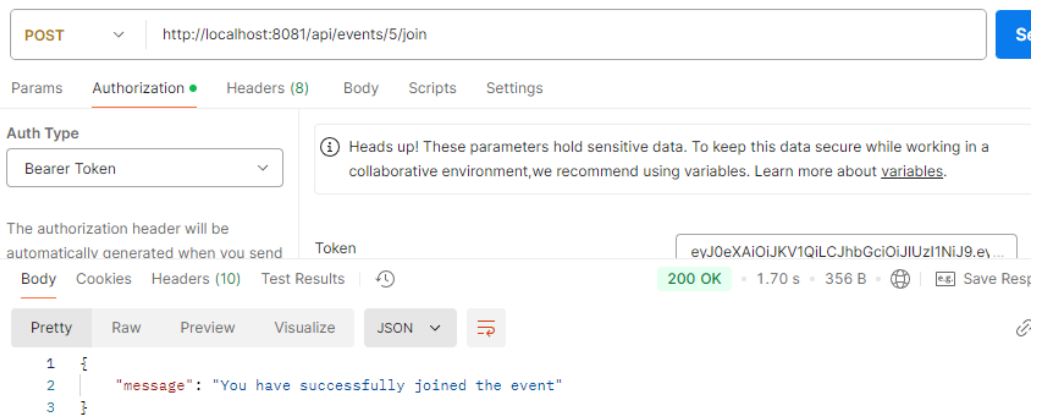 POST http://localhost:8081/api/events/5/join
Params Authorization Headers (8) Body Scripts Settings
Auth Type
Bearer Token
Heads up! These parameters hold sensitive data. To keep this data secure while working in a
collaborative environment,we recommend using variables. Learn more about variables.
The authorization header will be
automatically generated when you send
Token
Body Cookies Headers (10) Test Results 200 OK 1.70 s 356 B e.g. Save Resp
Pretty Raw Preview Visualize JSON
1 {
2 "message": "You have successfully joined the event"
3 }